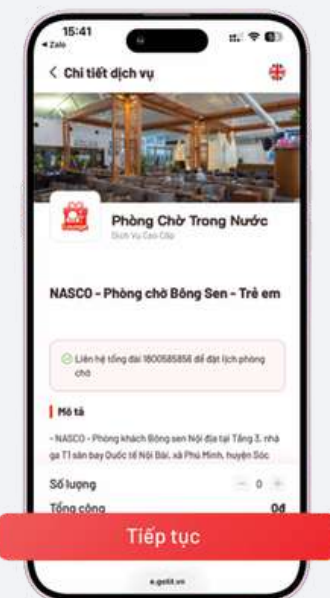 15:41
Zalo
Chi tiết dịch vụ
Phòng Chờ Trong Nước
Dịch Vụ Cao Cấp
NASCO - Phòng chờ Bông Sen - Trẻ em
Liên hệ tổng đài 1800585856 để đặt lịch phòng
chờ
Mô tả
- NASCO - Phòng khách Bông sen Nội địa tại Tầng 3, nhà
ga T1 sân bay Quốc tế Nội Bài, xã Phú Minh, huyện Sóc
Số lượng - 0 +
Tổng cộng 0đ
Tiếp tục
e.gotit.vn